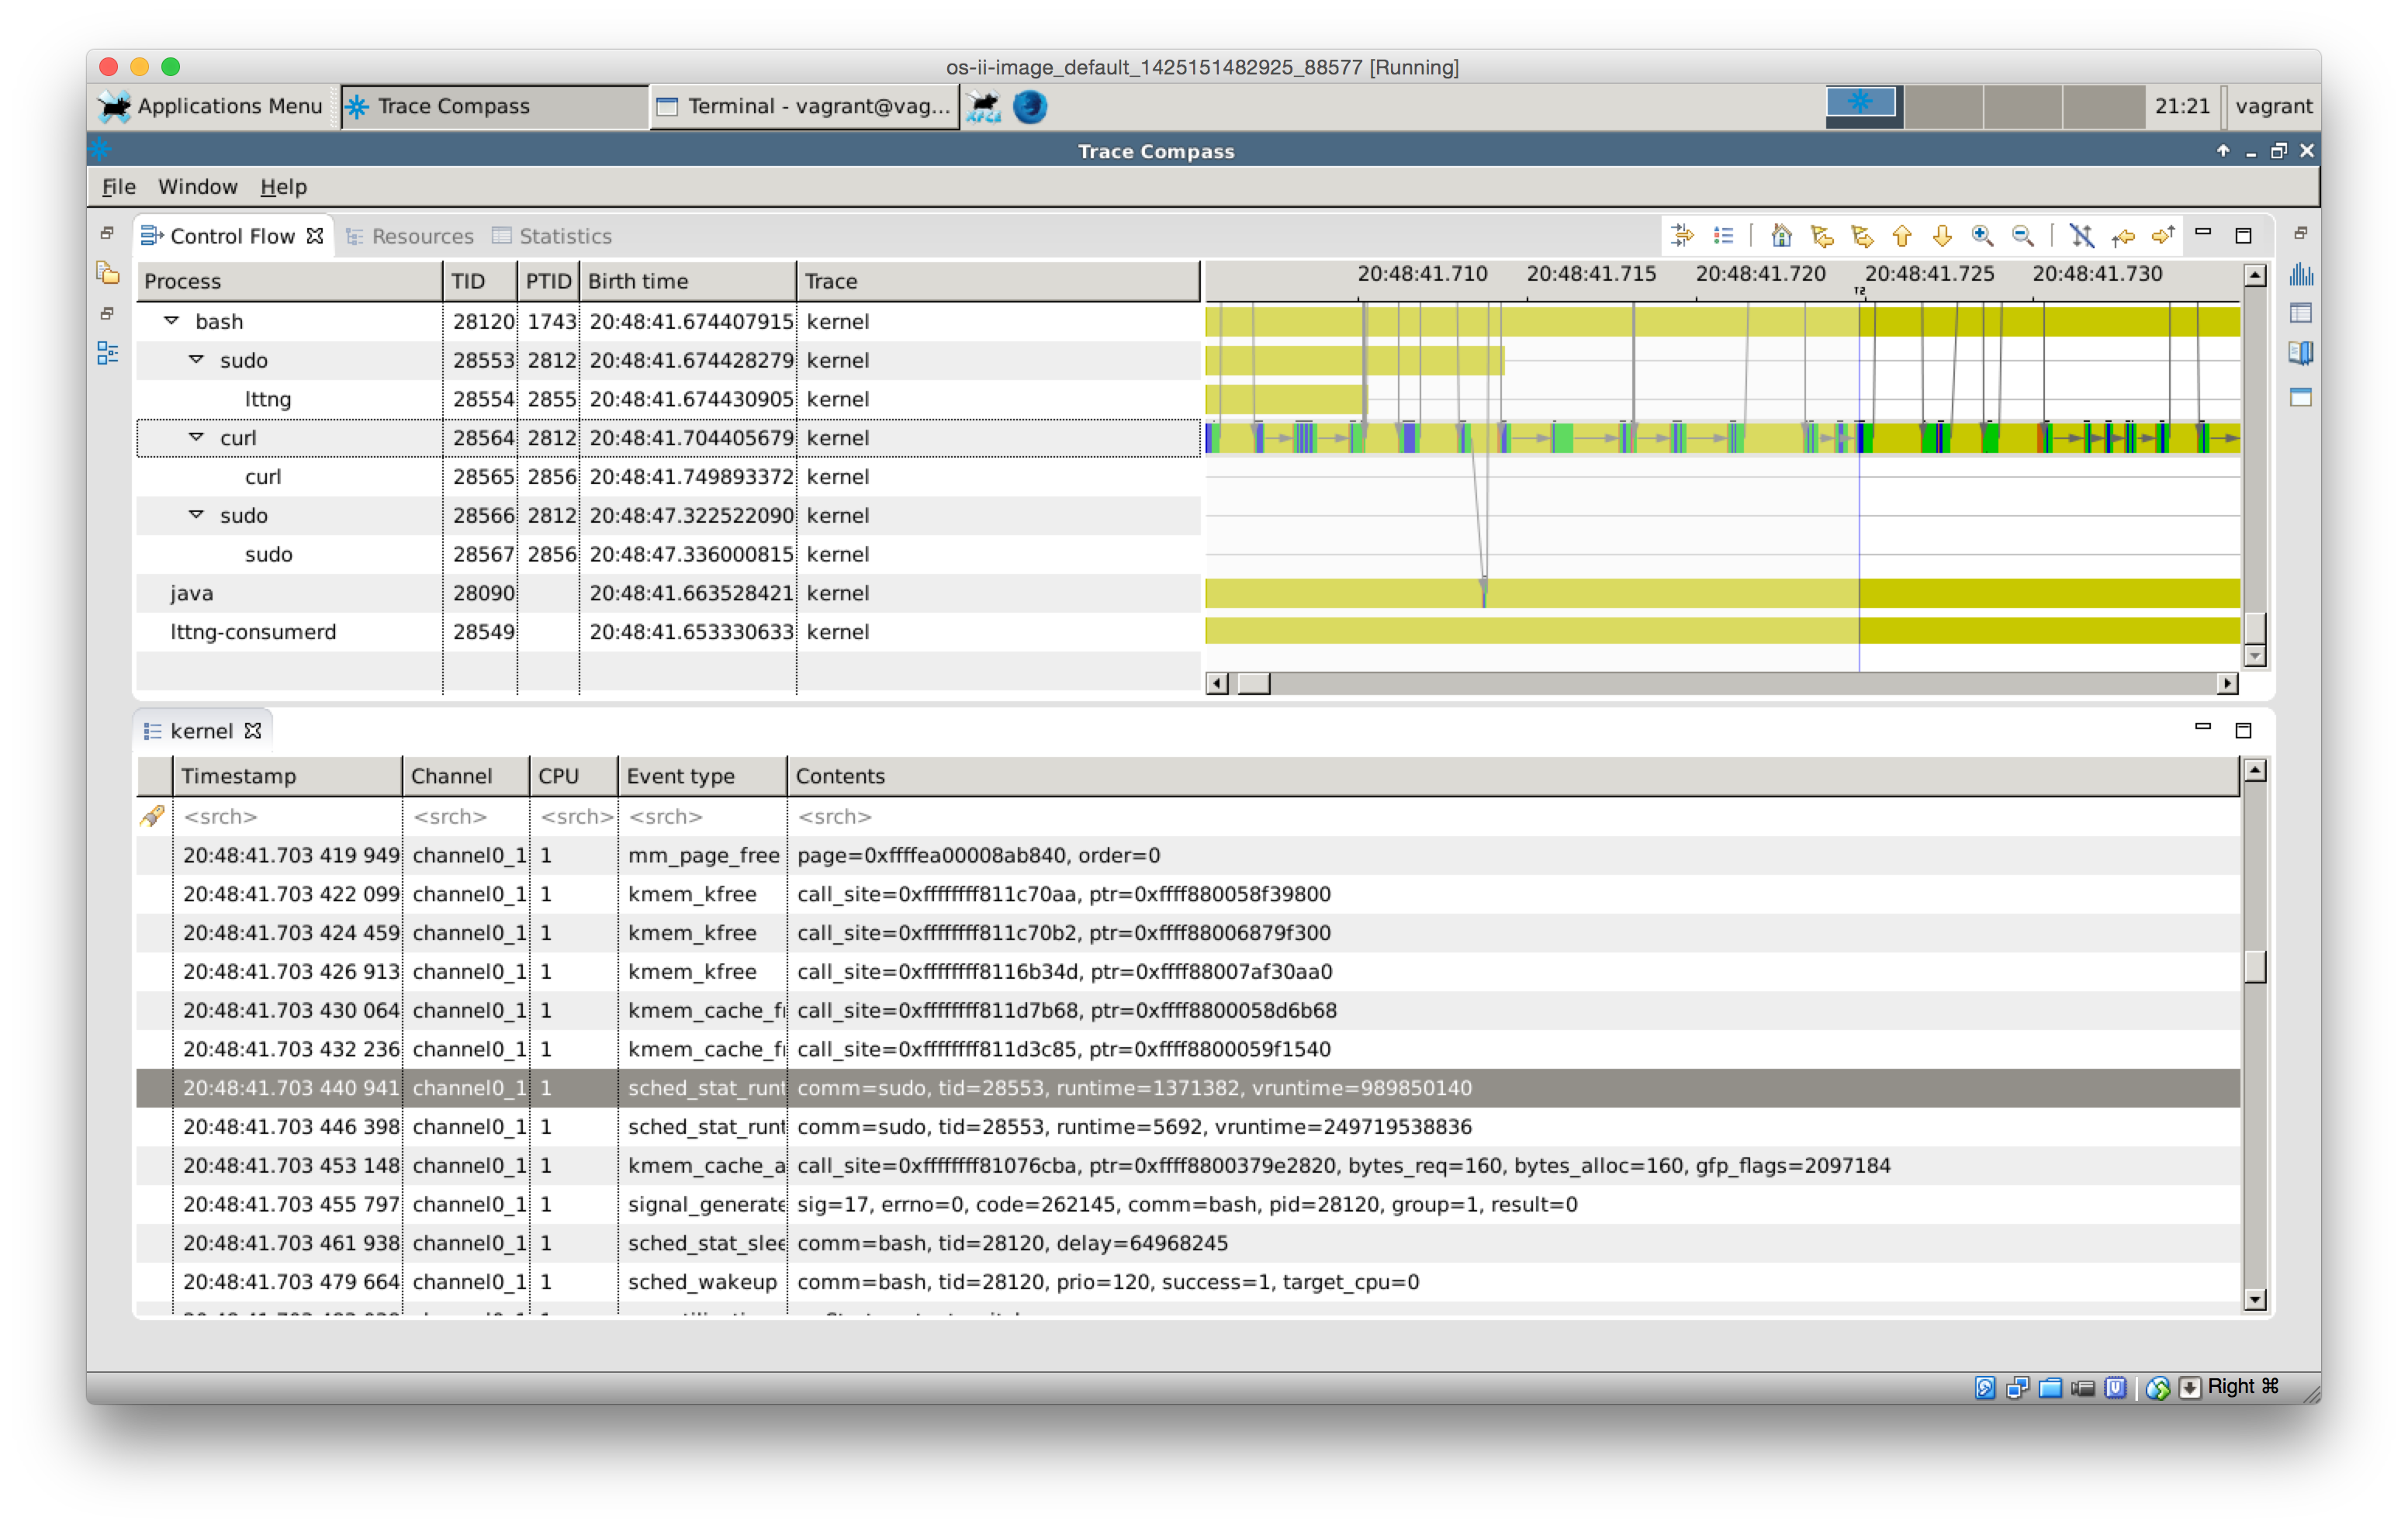 os-ii-image_default_1425151482925_88577 [Running]
Applications Menu Trace Compass Terminal - vagrant@vag... 21:21 vagrant
Trace Compass
File Window Help
Control Flow Resources Statistics
Process TID PTID Birth time Trace 20:48:41.710 20:48:41.715 20:48:41.720 20:48:41.725 20:48:41.730
T2
bash 28120 1743 20:48:41.674407915 kernel
sudo 28553 2812 20:48:41.674428279 kernel
lttng 28554 2855 20:48:41.674430905 kernel
curl 28564 2812 20:48:41.704405679 kernel
curl 28565 2856 20:48:41.749893372 kernel
sudo 28566 2812 20:48:47.322522090 kernel
sudo 28567 2856 20:48:47.336000815 kernel
java 28090 20:48:41.663528421 kernel
lttng-consumerd 28549 20:48:41.653330633 kernel
kernel
Timestamp Channel CPU Event type Contents
<srch> <srch> <srch> <srch> <srch>
20:48:41.703 419 949 channel0_1 1 mm_page_free page=0xffffea00008ab840, order=0
20:48:41.703 422 099 channel0_1 1 kmem_kfree call_site=0xffffffff811c70aa, ptr=0xffff880058f39800
20:48:41.703 424 459 channel0_1 1 kmem_kfree call_site=0xffffffff811c70b2, ptr=0xffff88006879f300
20:48:41.703 426 913 channel0_1 1 kmem_kfree call_site=0xffffffff8116b34d, ptr=0xffff88007af30aa0
20:48:41.703 430 064 channel0_1 1 kmem_cache_fr call_site=0xffffffff811d7b68, ptr=0xffff8800058d6b68
20:48:41.703 432 236 channel0_1 1 kmem_cache_fr call_site=0xffffffff811d3c85, ptr=0xffff8800059f1540
20:48:41.703 440 941 channel0_1 1 sched_stat_runt comm=sudo, tid=28553, runtime=1371382, vruntime=989850140
20:48:41.703 446 398 channel0_1 1 sched_stat_runt comm=sudo, tid=28553, runtime=5692, vruntime=249719538836
20:48:41.703 453 148 channel0_1 1 kmem_cache_a call_site=0xffffffff81076cba, ptr=0xffff8800379e2820, bytes_req=160, bytes_alloc=160, gfp_flags=2097184
20:48:41.703 455 797 channel0_1 1 signal_generate sig=17, errno=0, code=262145, comm=bash, pid=28120, group=1, result=0
20:48:41.703 461 938 channel0_1 1 sched_stat_slee comm=bash, tid=28120, delay=64968245
20:48:41.703 479 664 channel0_1 1 sched_wakeup comm=bash, tid=28120, prio=120, success=1, target_cpu=0
Right ⌘